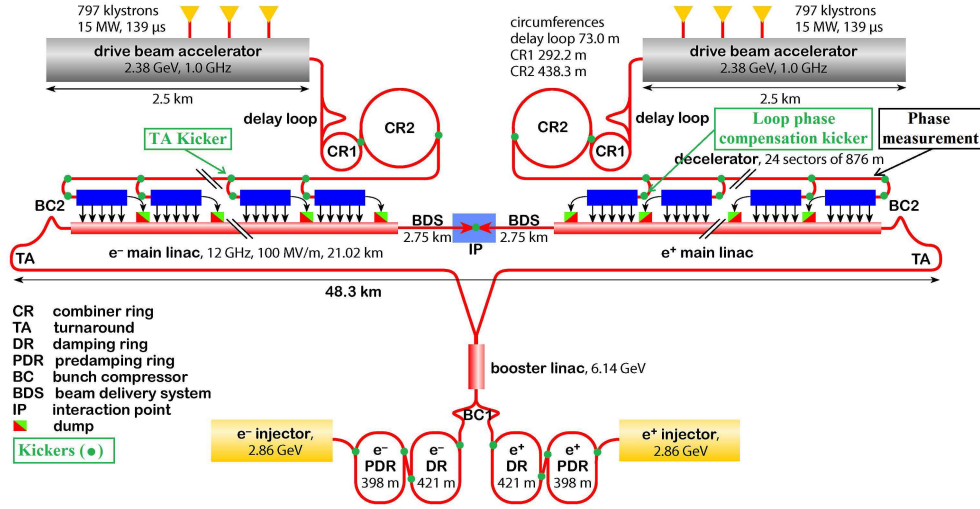 797 klystrons
15 MW, 139 µs
drive beam accelerator
2.38 GeV, 1.0 GHz
2.5 km
delay loop
CR1
CR2
circumferences
delay loop 73.0 m
CR1 292.2 m
CR2 438.3 m
797 klystrons
15 MW, 139 µs
drive beam accelerator
2.38 GeV, 1.0 GHz
2.5 km
CR2
CR1
delay loop
TA Kicker
Loop phase
compensation kicker
Phase
measurement
decelerator, 24 sectors of 876 m
BC2
BC2
BDS
2.75 km
IP
BDS
2.75 km
TA
e⁻ main linac, 12 GHz, 100 MV/m, 21.02 km
e⁺ main linac
TA
48.3 km
CR combiner ring
TA turnaround
DR damping ring
PDR predamping ring
BC bunch compressor
BDS beam delivery system
IP interaction point
dump
Kickers (●)
booster linac, 6.14 GeV
BC1
e⁻ injector,
2.86 GeV
e⁻
PDR
398 m
e⁻
DR
421 m
e⁺
DR
421 m
e⁺
PDR
398 m
e⁺ injector,
2.86 GeV